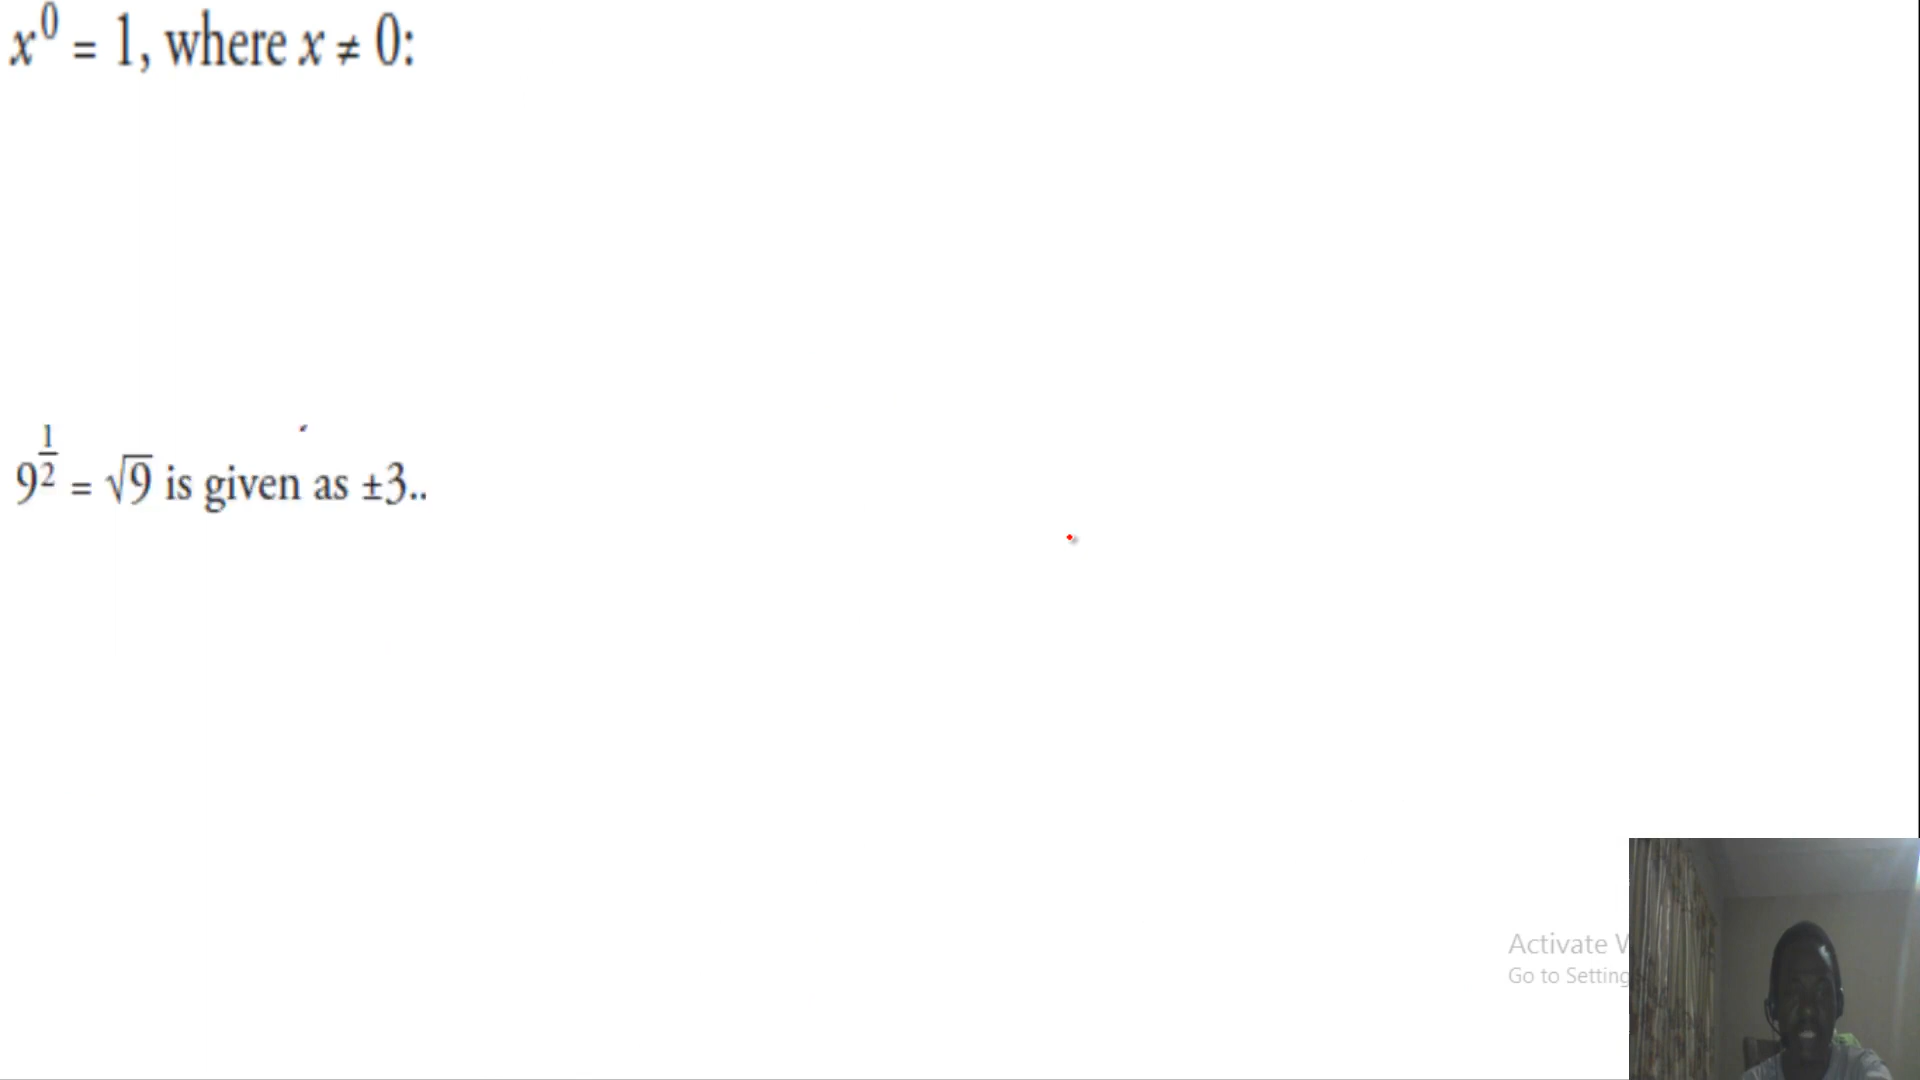 x⁰ = 1, where x ≠ 0:
9^(1/2) = √9 is given as ±3..
Activate
Go to Setting